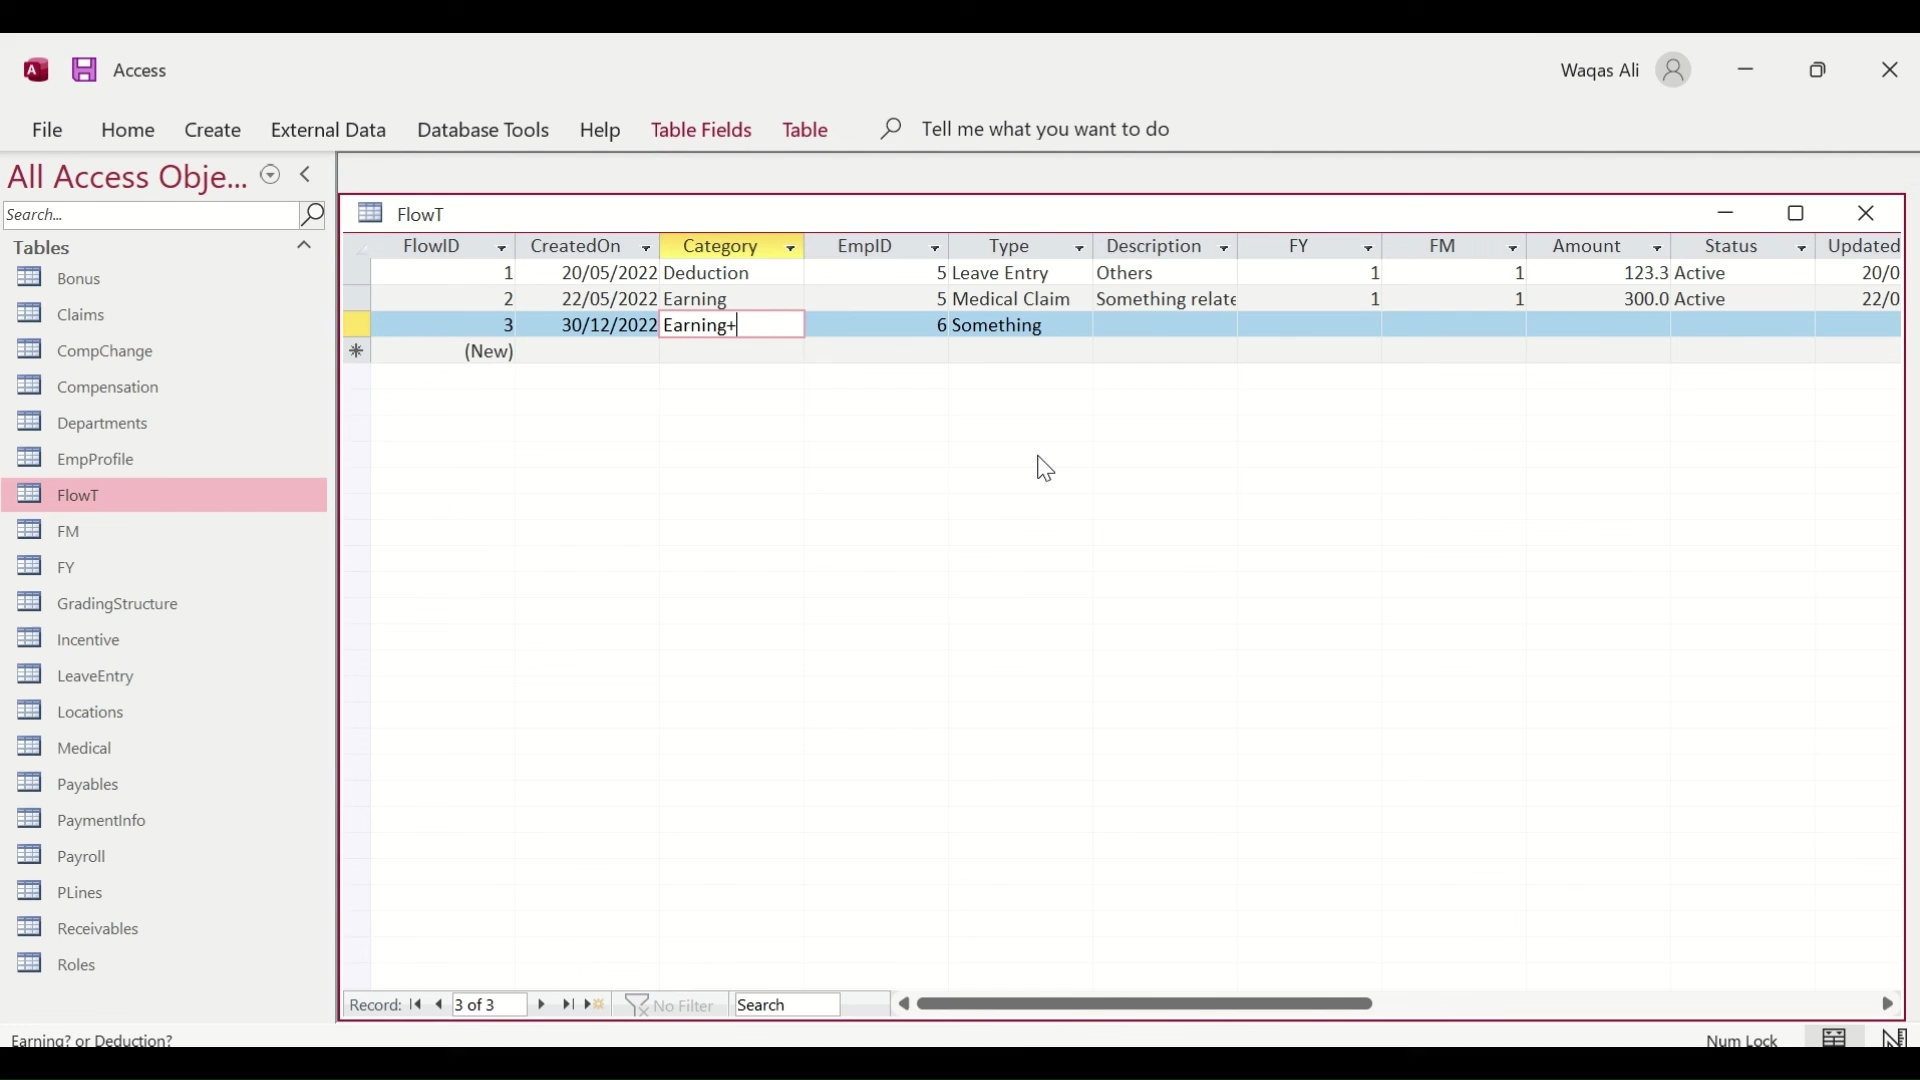 Access
Waqas Ali
File Home Create External Data Database Tools Help Table Fields Table Tell me what you want to do
All Access Obje...
Search...
Tables
Bonus
Claims
CompChange
Compensation
Departments
EmpProfile
FlowT
FM
FY
GradingStructure
Incentive
LeaveEntry
Locations
Medical
Payables
PaymentInfo
Payroll
PLines
Receivables
Roles
FlowT
FlowID CreatedOn Category EmpID Type Description FY FM Amount Status Updated
1 20/05/2022 Deduction 5 Leave Entry Others 1 1 123.3 Active 20/0
2 22/05/2022 Earning 5 Medical Claim Something relate 1 1 300.0 Active 22/0
3 30/12/2022 Earning+ 6 Something
(New)
Record: 3 of 3 No Filter Search
Earning? or Deduction? Num Lock